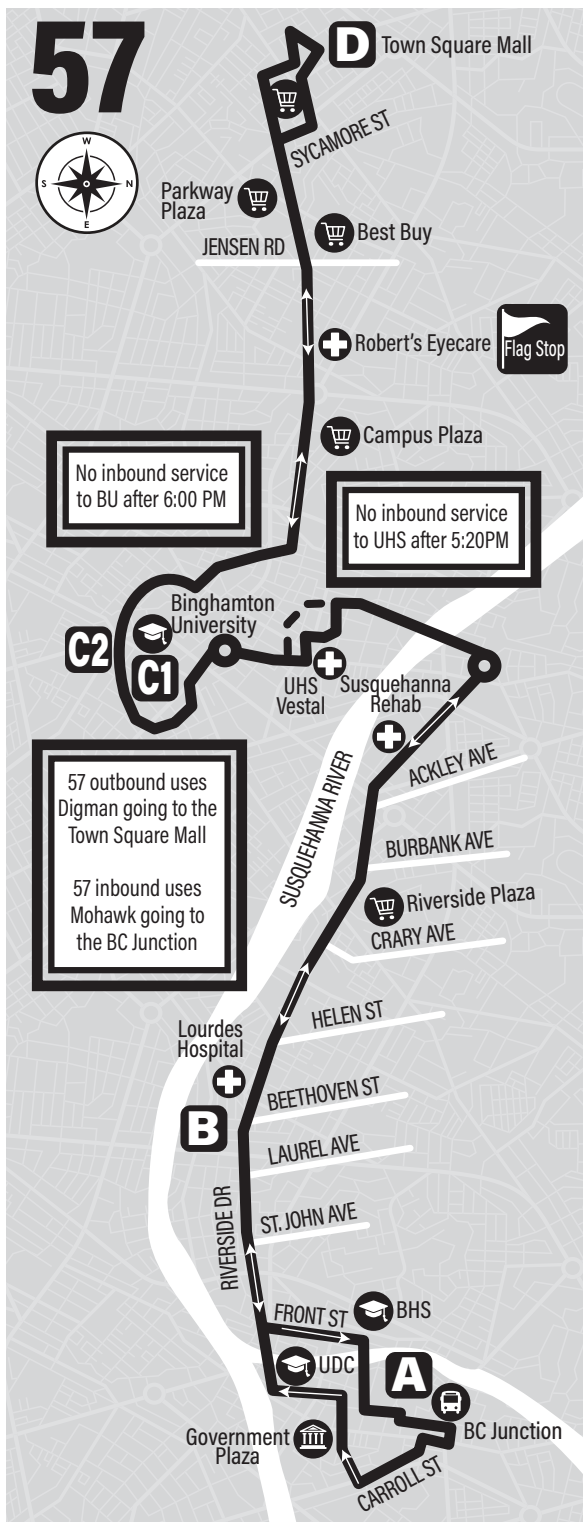 57
D
Town Square Mall
W
S
N
E
SYCAMORE ST
Parkway
Plaza
Best Buy
JENSEN RD
Robert's Eyecare
Flag Stop
Campus Plaza
No inbound service
to BU after 6:00 PM
No inbound service
to UHS after 5:20PM
Binghamton
University
C2
C1
UHS
Vestal
Susquehanna
Rehab
57 outbound uses
Digman going to the
Town Square Mall
57 inbound uses
Mohawk going to
the BC Junction
SUSQUEHANNA RIVER
ACKLEY AVE
BURBANK AVE
Riverside Plaza
CRARY AVE
HELEN ST
Lourdes
Hospital
BEETHOVEN ST
B
LAUREL AVE
RIVERSIDE DR
ST. JOHN AVE
FRONT ST
BHS
UDC
A
BC Junction
Government
Plaza
CARROLL ST